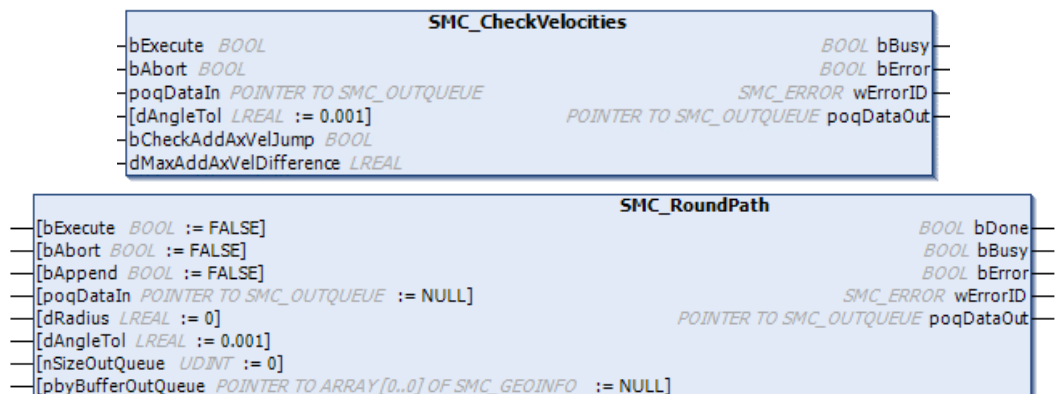 SMC_CheckVelocities
bExecute BOOL BOOL bBusy
bAbort BOOL BOOL bError
poqDataIn POINTER TO SMC_OUTQUEUE SMC_ERROR wErrorID
[dAngleTol LREAL := 0.001] POINTER TO SMC_OUTQUEUE poqDataOut
bCheckAddAxVelJump BOOL
dMaxAddAxVelDifference LREAL
SMC_RoundPath
[bExecute BOOL := FALSE] BOOL bDone
[bAbort BOOL := FALSE] BOOL bBusy
[bAppend BOOL := FALSE] BOOL bError
[poqDataIn POINTER TO SMC_OUTQUEUE := NULL] SMC_ERROR wErrorID
[dRadius LREAL := 0] POINTER TO SMC_OUTQUEUE poqDataOut
[dAngleTol LREAL := 0.001]
[nSizeOutQueue UDINT := 0]
[pbyBufferOutQueue POINTER TO ARRAY [0..0] OF SMC_GEOINFO := NULL]